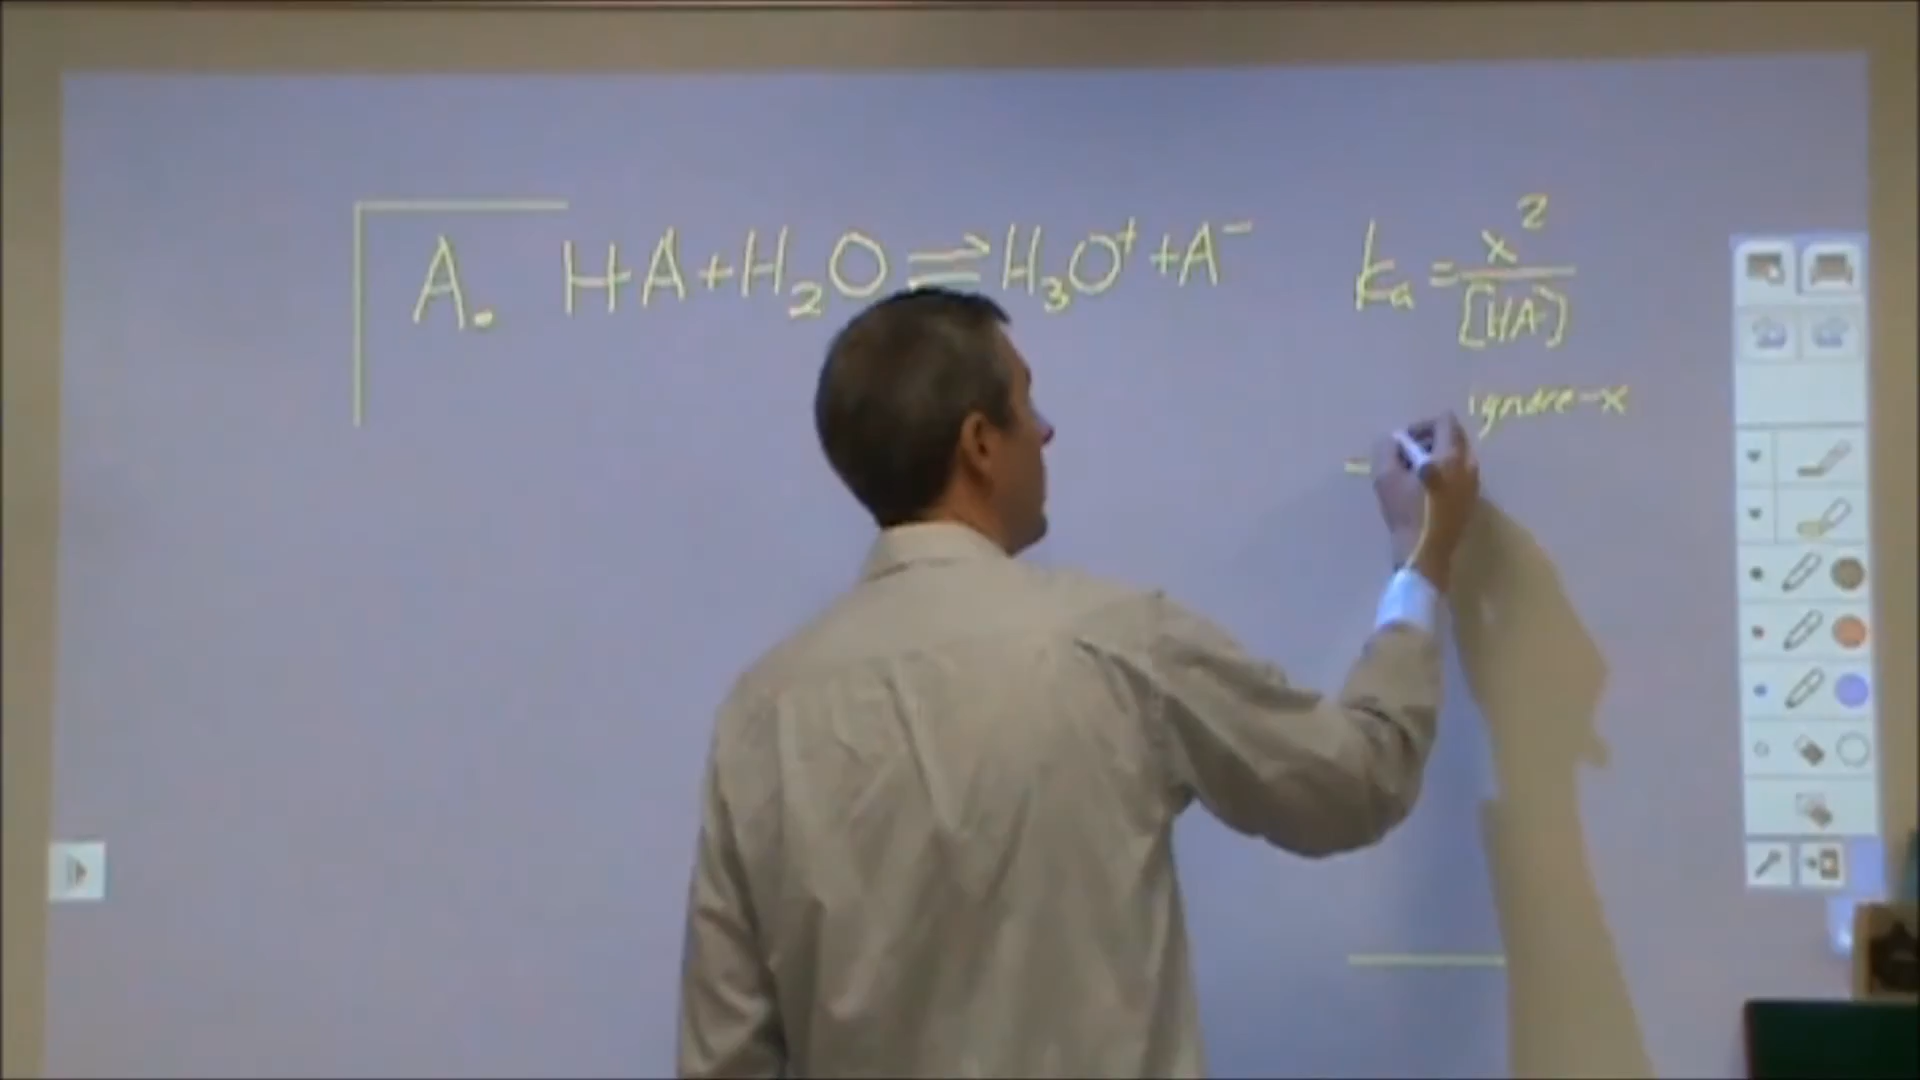 A. HA + H₂O ⇌ H₃O⁺ + A⁻ Ka = x² / [HA]
ignore -x